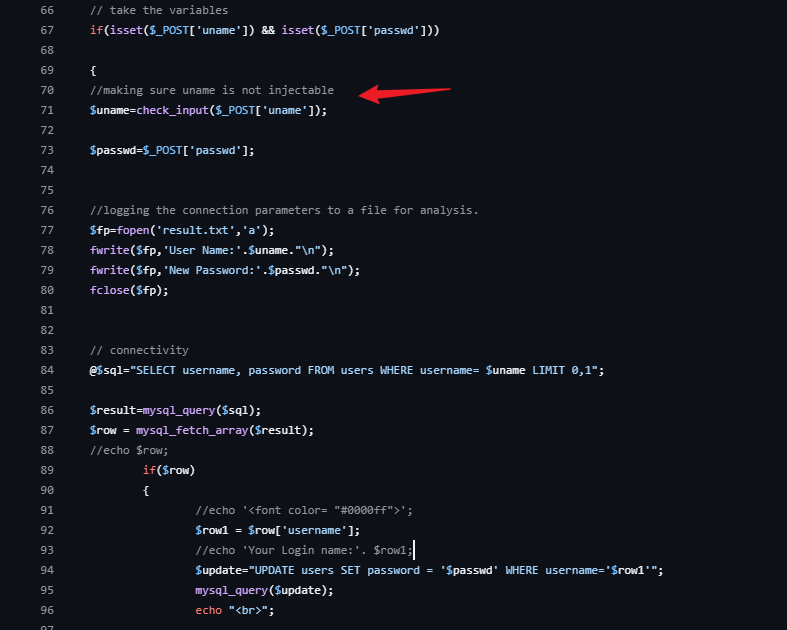 66 // take the variables
67 if(isset($_POST['uname']) && isset($_POST['passwd']))
68
69 {
70 //making sure uname is not injectable
71 $uname=check_input($_POST['uname']);
72
73 $passwd=$_POST['passwd'];
74
75
76 //logging the connection parameters to a file for analysis.
77 $fp=fopen('result.txt','a');
78 fwrite($fp,'User Name:'.$uname."\n");
79 fwrite($fp,'New Password:'.$passwd."\n");
80 fclose($fp);
81
82
83 // connectivity
84 @$sql="SELECT username, password FROM users WHERE username= $uname LIMIT 0,1";
85
86 $result=mysql_query($sql);
87 $row = mysql_fetch_array($result);
88 //echo $row;
89 if($row)
90 {
91 //echo '<font color= "#0000ff">';
92 $row1 = $row['username'];
93 //echo 'Your Login name:'. $row1;
94 $update="UPDATE users SET password = '$passwd' WHERE username='$row1'";
95 mysql_query($update);
96 echo "<br>";
97